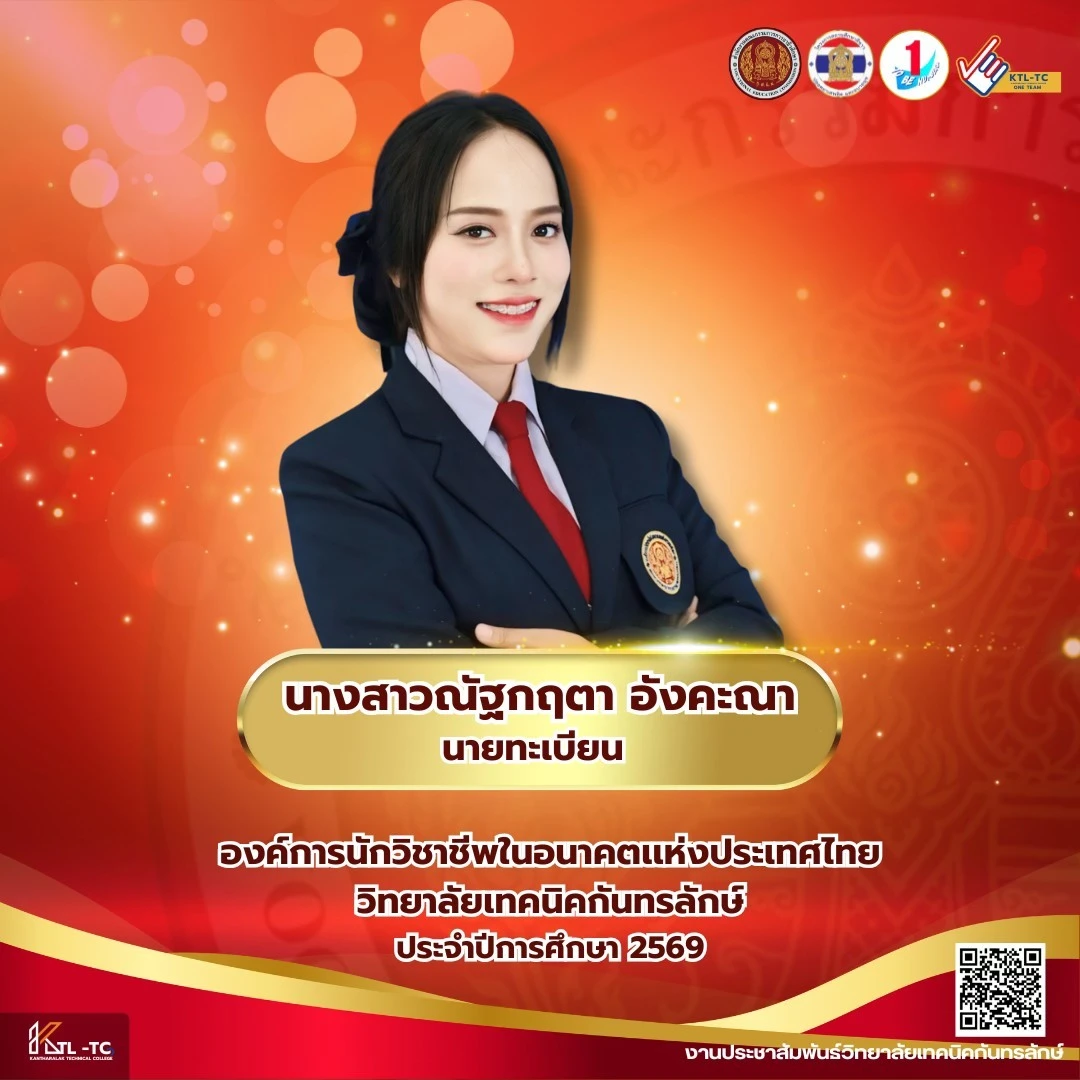 1
TO BE NUMBER
KTL-TC
ONE TEAM
นางสาวณัฐกฤตา อังคะณา
นายทะเบียน
องค์การนักวิชาชีพในอนาคตแห่งประเทศไทย
วิทยาลัยเทคนิคกันทรลักษ์
ประจำปีการศึกษา 2569
KTL -TC
KANTHARALAK TECHNICAL COLLEGE
งานประชาสัมพันธ์วิทยาลัยเทคนิคกันทรลักษ์